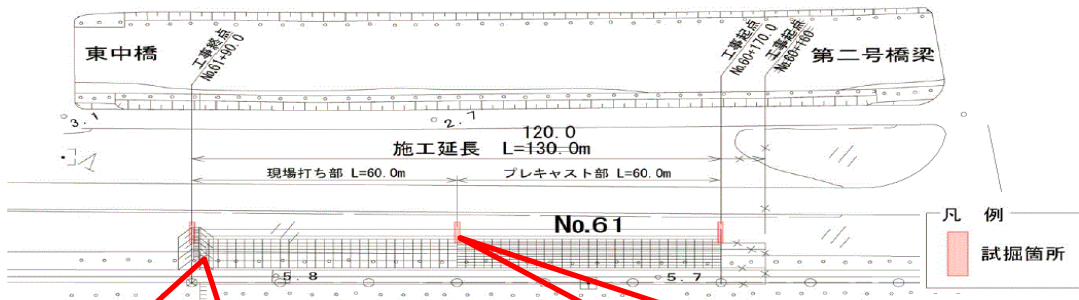 東中橋
工事終点
No.61+90.0
工事起点
No.60+170.0
工事起点
No.60+160
第二号橋梁
3.1
2.7
120.0
施工延長 L=130.0m
現場打ち部 L=60.0m
プレキャスト部 L=60.0m
No.61
凡 例
試掘箇所
5.8
5.7